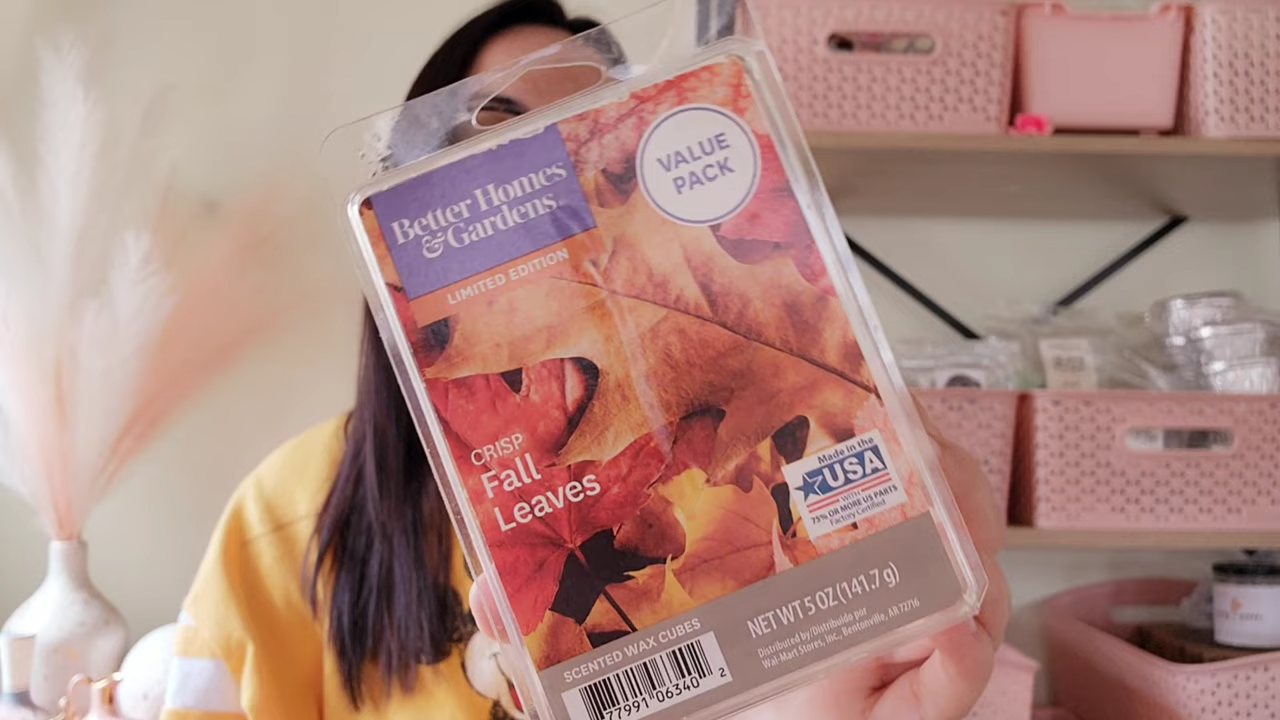 Better Homes
& Gardens
LIMITED EDITION
VALUE
PACK
CRISP
Fall
Leaves
Made in the
USA
WITH
75% OR MORE US PARTS
Factory Certified
SCENTED WAX CUBES
NET WT 5 OZ (141.7 g)
Distributed by/Distribuido por
Wal-Mart Stores, Inc., Bentonville, AR 72716
77991 06340 2